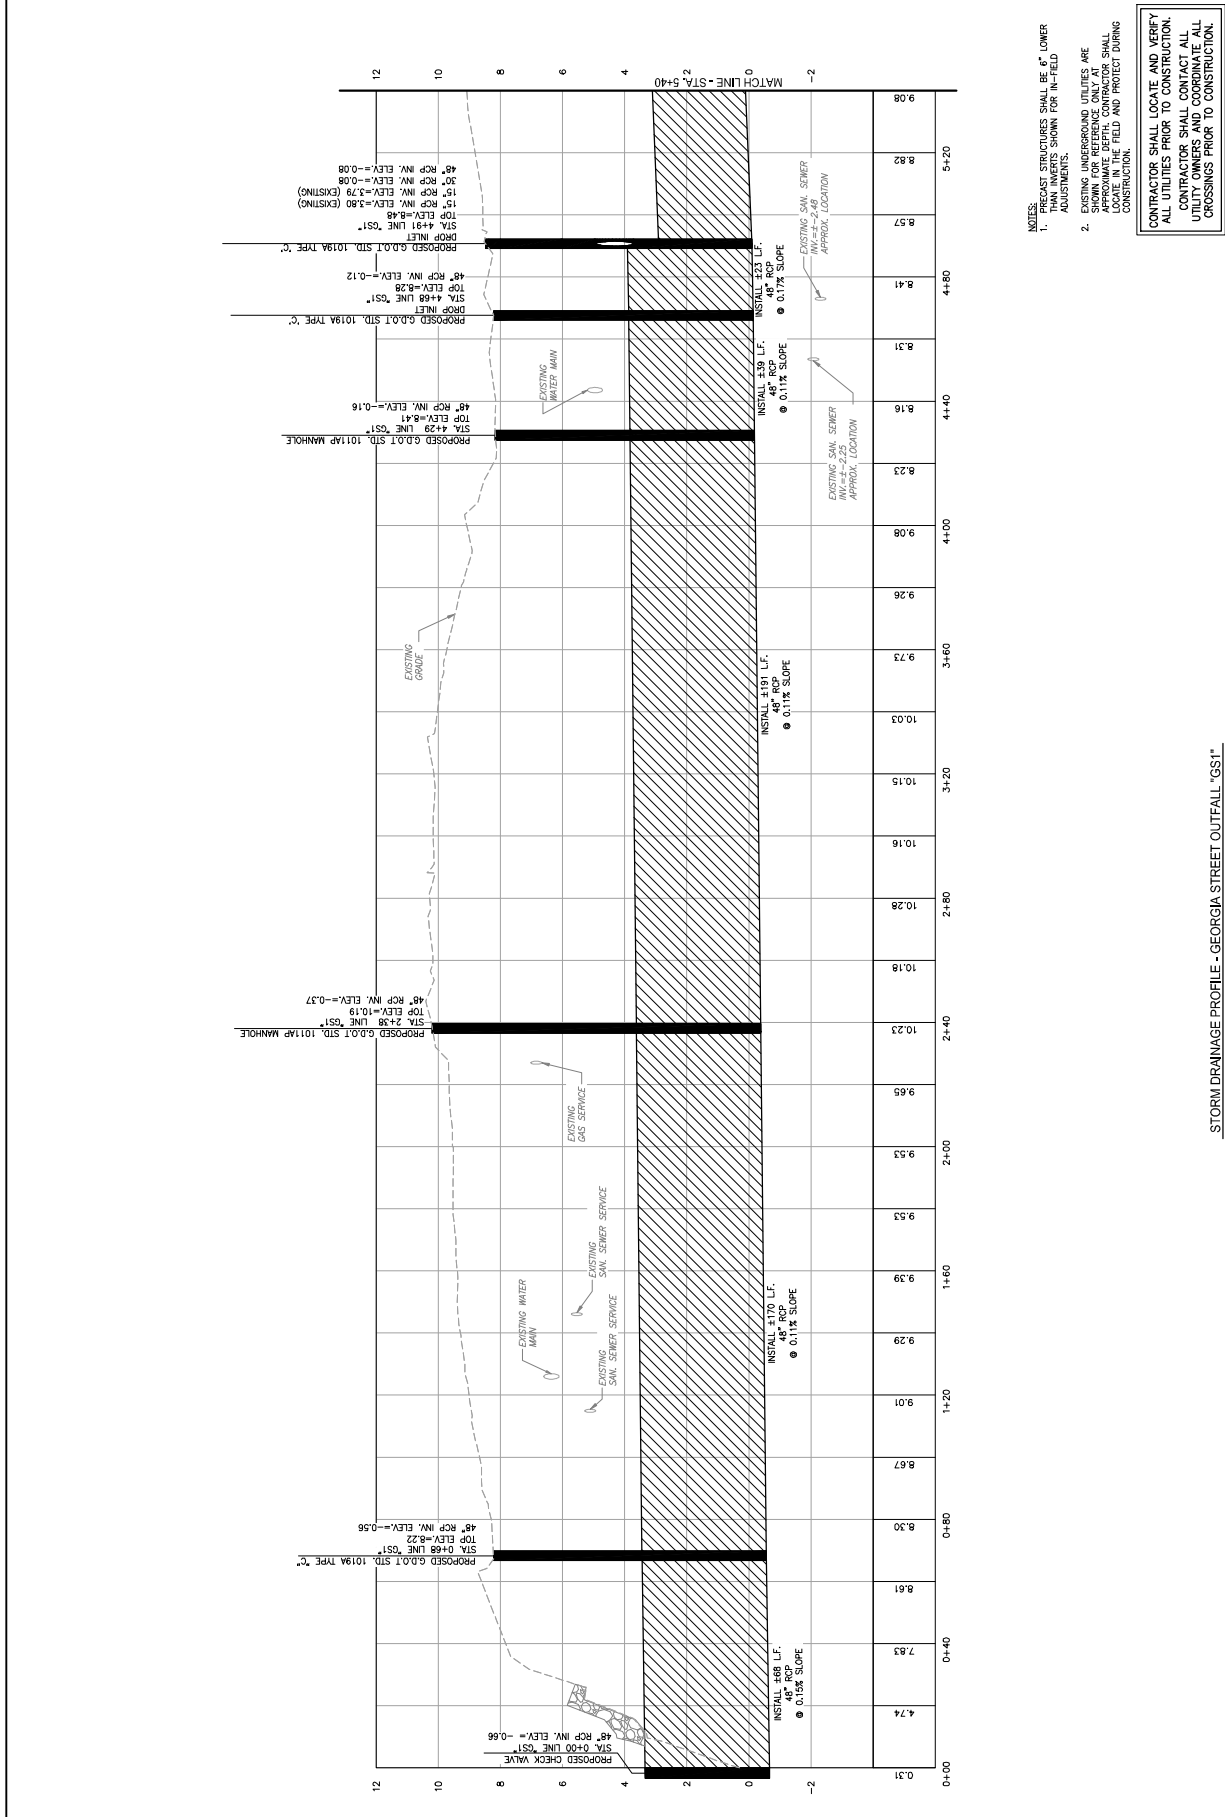 12
10
8
6
4
2
0
-2
MATCH LINE - STA. 5+40
PROPOSED G.D.O.T. STD. 1019A TYPE 'C'
DROP INLET
STA. 4+91 LINE "GS1"
TOP ELEV.=8.48
15" RCP INV. ELEV.=3.80 (EXISTING)
15" RCP INV. ELEV.=3.79 (EXISTING)
30" RCP INV. ELEV.=-0.08
48" RCP INV. ELEV.=-0.08
PROPOSED G.D.O.T. STD. 1019A TYPE 'C'
DROP INLET
STA. 4+68 LINE "GS1"
TOP ELEV.=8.28
48" RCP INV. ELEV.=-0.12
PROPOSED G.D.O.T. STD. 1011AP MANHOLE
STA. 4+29 LINE "GS1"
TOP ELEV.=8.41
48" RCP INV. ELEV.=-0.16
PROPOSED G.D.O.T. STD. 1011AP MANHOLE
STA. 2+38 LINE "GS1"
TOP ELEV.=10.19
48" RCP INV. ELEV.=-0.37
PROPOSED G.D.O.T. STD. 1019A TYPE "C"
STA. 0+68 LINE "GS1"
TOP ELEV=8.22
48" RCP INV. ELEV.=-0.56
PROPOSED CHECK VALVE
STA. 0+00 LINE "GS1"
48" RCP INV. ELEV.= -0.66
EXISTING
GRADE
EXISTING
WATER MAIN
EXISTING
GAS SERVICE
EXISTING
SAN. SEWER SERVICE
EXISTING WATER
MAIN
EXISTING
SAN. SEWER SERVICE
EXISTING SAN. SEWER
INV.=±-2.48
APPROX. LOCATION
EXISTING SAN. SEWER
INV.=±-2.25
APPROX. LOCATION
INSTALL ±23 L.F.
48" RCP
@ 0.17% SLOPE
INSTALL ±39 L.F.
48" RCP
@ 0.11% SLOPE
INSTALL ±191 L.F.
48" RCP
@ 0.11% SLOPE
INSTALL ±170 L.F.
48" RCP
@ 0.11% SLOPE
INSTALL ±68 L.F.
48" RCP
@ 0.15% SLOPE
12
10
8
6
4
2
0
-2
0.31
4.74
7.83
8.61
8.30
8.67
9.01
9.29
9.39
9.53
9.53
9.65
10.23
10.18
10.28
10.16
10.15
10.03
9.73
9.26
9.08
8.23
8.16
8.31
8.41
8.57
8.82
9.08
0+00
0+40
0+80
1+20
1+60
2+00
2+40
2+80
3+20
3+60
4+00
4+40
4+80
5+20
NOTES:
1. PRECAST STRUCTURES SHALL BE 6" LOWER
THAN INVERTS SHOWN FOR IN-FIELD
ADJUSTMENTS.
2. EXISTING UNDERGROUND UTILITIES ARE
SHOWN FOR REFERENCE ONLY AT
APPROXIMATE DEPTH. CONTRACTOR SHALL
LOCATE IN THE FIELD AND PROTECT DURING
CONSTRUCTION.
CONTRACTOR SHALL LOCATE AND VERIFY
ALL UTILITIES PRIOR TO CONSTRUCTION.
CONTRACTOR SHALL CONTACT ALL
UTILITY OWNERS AND COORDINATE ALL
CROSSINGS PRIOR TO CONSTRUCTION.
STORM DRAINAGE PROFILE - GEORGIA STREET OUTFALL "GS1"